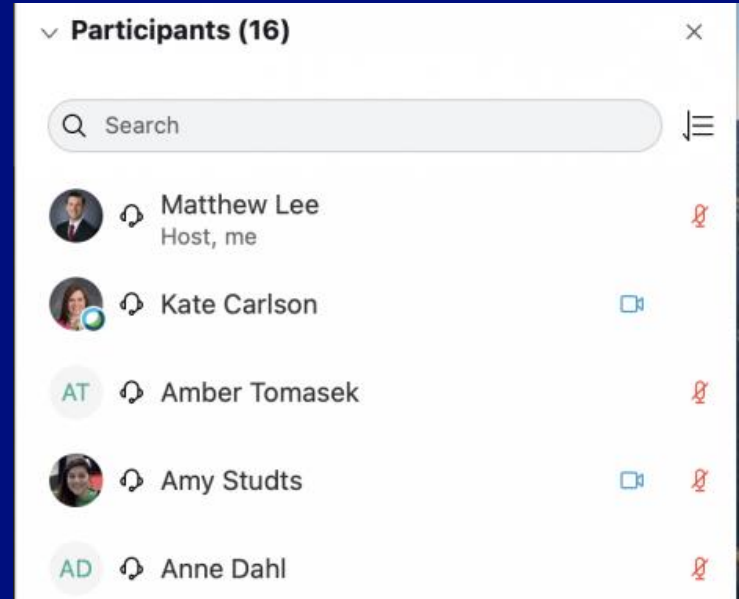 Participants (16)
Search
Matthew Lee
Host, me
Kate Carlson
AT Amber Tomasek
Amy Studts
AD Anne Dahl